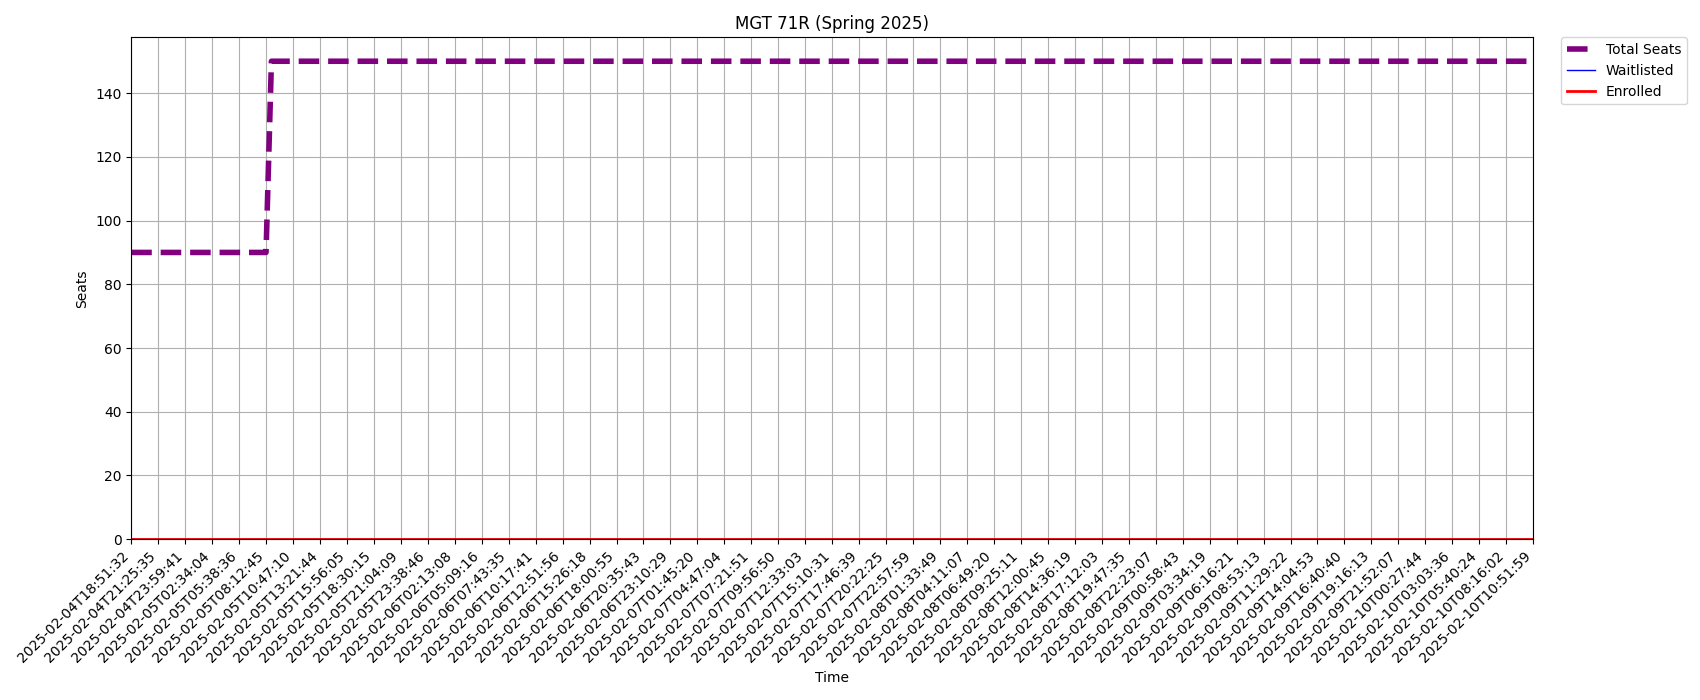 MGT 71R (Spring 2025)
Total Seats
Waitlisted
Enrolled
Seats
140
120
100
80
60
40
20
0
2025-02-04T18:51:32
2025-02-04T21:25:35
2025-02-04T23:59:41
2025-02-05T02:34:04
2025-02-05T05:38:36
2025-02-05T08:12:45
2025-02-05T10:47:10
2025-02-05T13:21:44
2025-02-05T15:56:05
2025-02-05T18:30:15
2025-02-05T21:04:09
2025-02-05T23:38:46
2025-02-06T02:13:08
2025-02-06T05:09:16
2025-02-06T07:43:35
2025-02-06T10:17:41
2025-02-06T12:51:56
2025-02-06T15:26:18
2025-02-06T18:00:55
2025-02-06T20:35:43
2025-02-06T23:10:29
2025-02-07T01:45:20
2025-02-07T04:47:04
2025-02-07T07:21:51
2025-02-07T09:56:50
2025-02-07T12:33:03
2025-02-07T15:10:31
2025-02-07T17:46:39
2025-02-07T20:22:25
2025-02-07T22:57:59
2025-02-08T01:33:49
2025-02-08T04:11:07
2025-02-08T06:49:20
2025-02-08T09:25:11
2025-02-08T12:00:45
2025-02-08T14:36:19
2025-02-08T17:12:03
2025-02-08T19:47:35
2025-02-08T22:23:07
2025-02-09T00:58:43
2025-02-09T03:34:19
2025-02-09T06:16:21
2025-02-09T08:53:13
2025-02-09T11:29:22
2025-02-09T14:04:53
2025-02-09T16:40:40
2025-02-09T19:16:13
2025-02-09T21:52:07
2025-02-10T00:27:44
2025-02-10T03:03:36
2025-02-10T05:40:24
2025-02-10T08:16:02
2025-02-10T10:51:59
Time